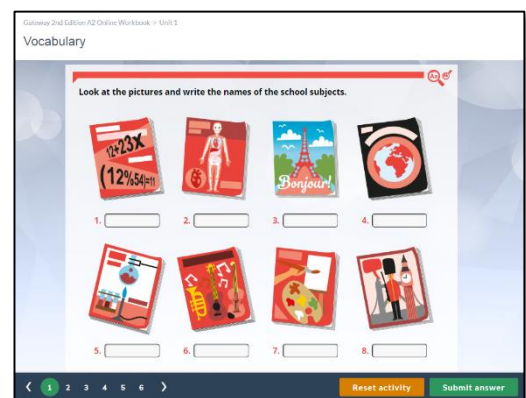 Gateway 2nd Edition A2 Online Workbook > Unit 1
Vocabulary
Look at the pictures and write the names of the school subjects.
12+23X
(12%54)=11
Bonjour!
1.
2.
3.
4.
5.
6.
7.
8.
1 2 3 4 5 6
Reset activity
Submit answer